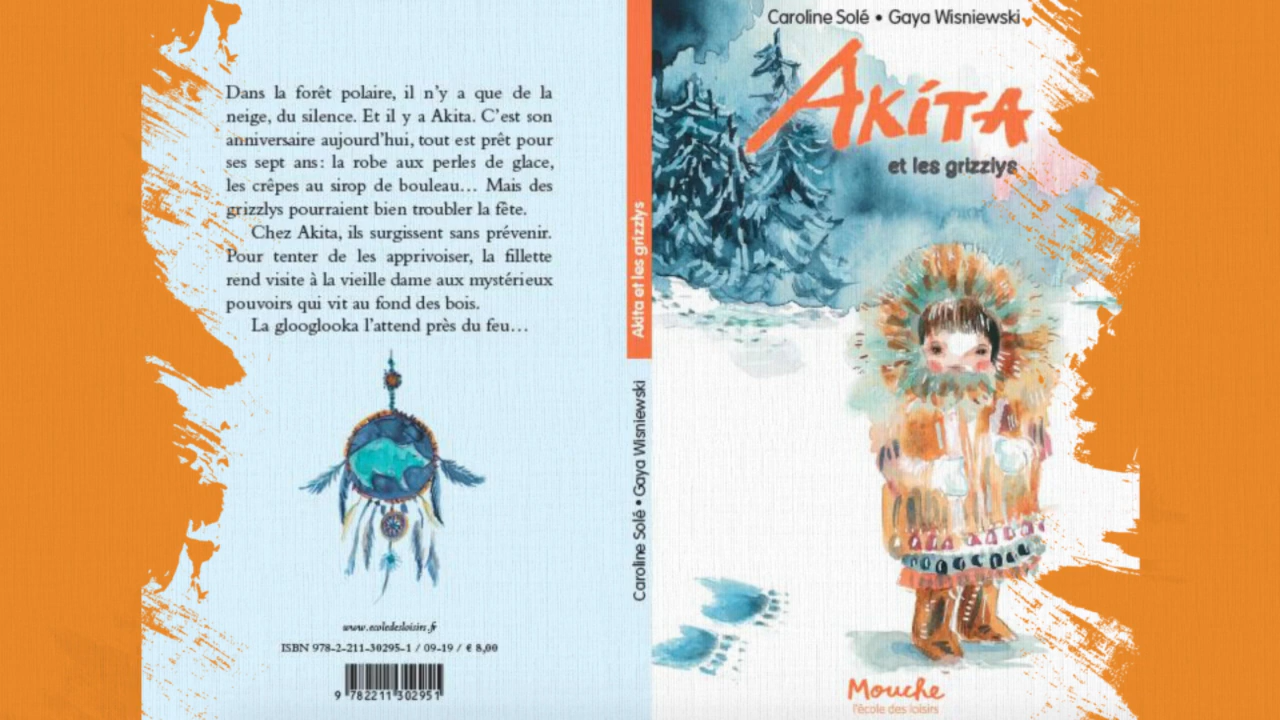 Dans la forêt polaire, il n'y a que de la
neige, du silence. Et il y a Akita. C'est son
anniversaire aujourd'hui, tout est prêt pour
ses sept ans : la robe aux perles de glace,
les crêpes au sirop de bouleau… Mais des
grizzlys pourraient bien troubler la fête.
Chez Akita, ils surgissent sans prévenir.
Pour tenter de les apprivoiser, la fillette
rend visite à la vieille dame aux mystérieux
pouvoirs qui vit au fond des bois.
La glooglooka l'attend près du feu…
www.ecoledesloisirs.fr
ISBN 978-2-211-30295-1 / 09-19 / € 8,00
9 782211 302951
Akita et les grizzlys
Caroline Solé • Gaya Wisniewski
Caroline Solé • Gaya Wisniewski
AKITA
et les grizzlys
Mouche
l'école des loisirs